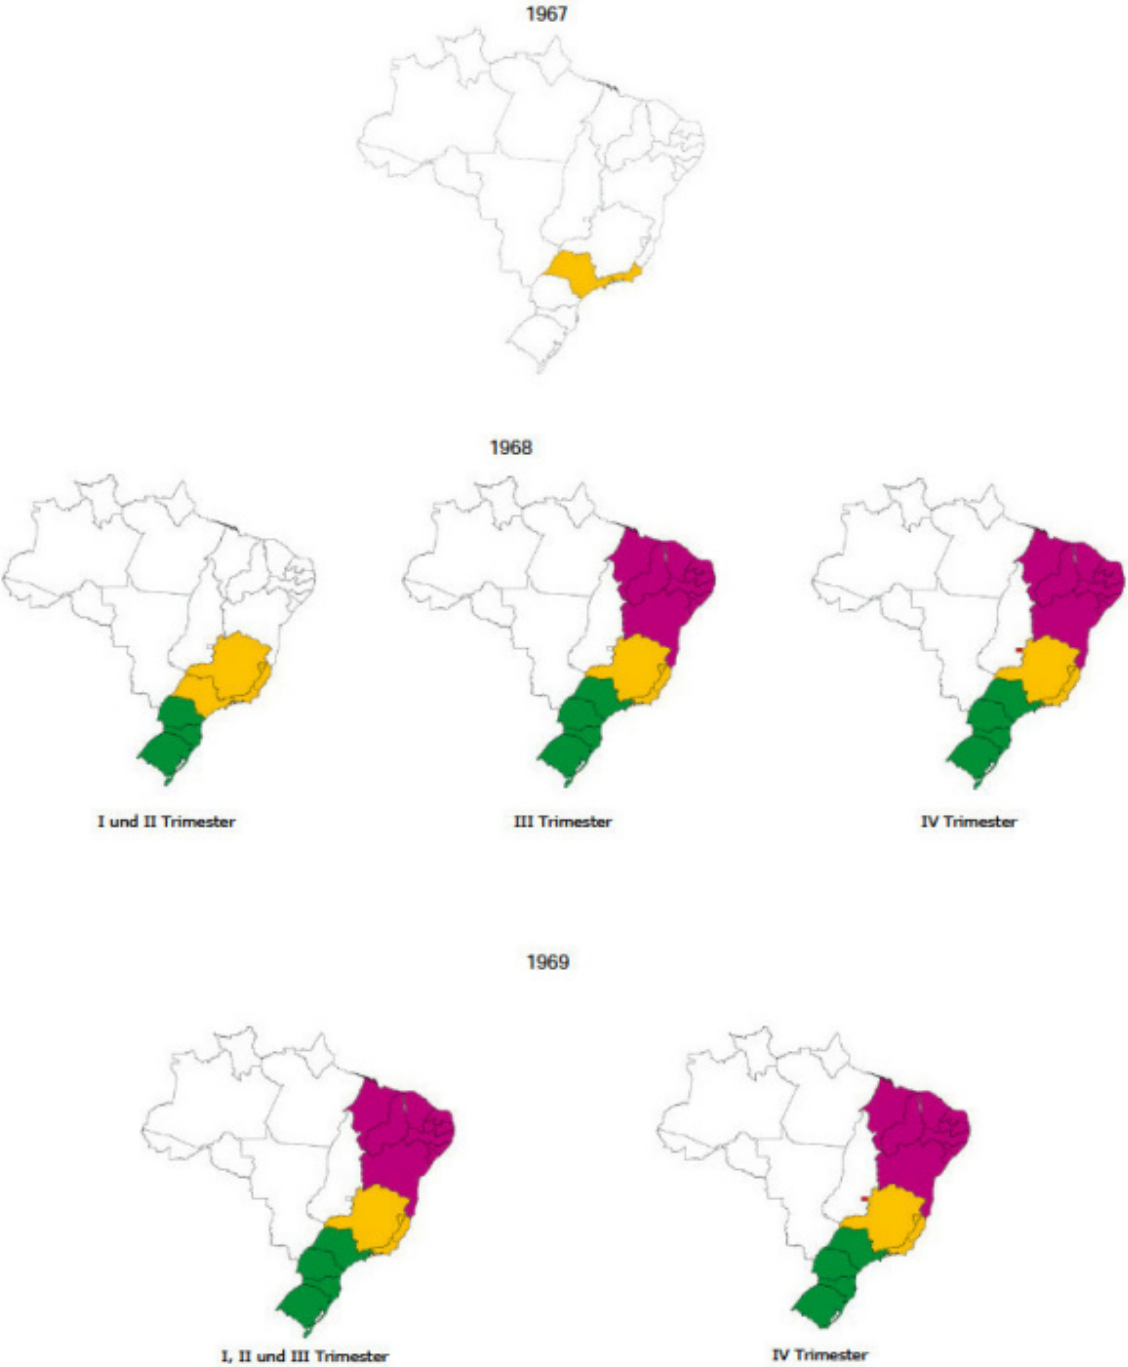 1967
1968
I und II Trimester
III Trimester
IV Trimester
1969
I, II und III Trimester
IV Trimester